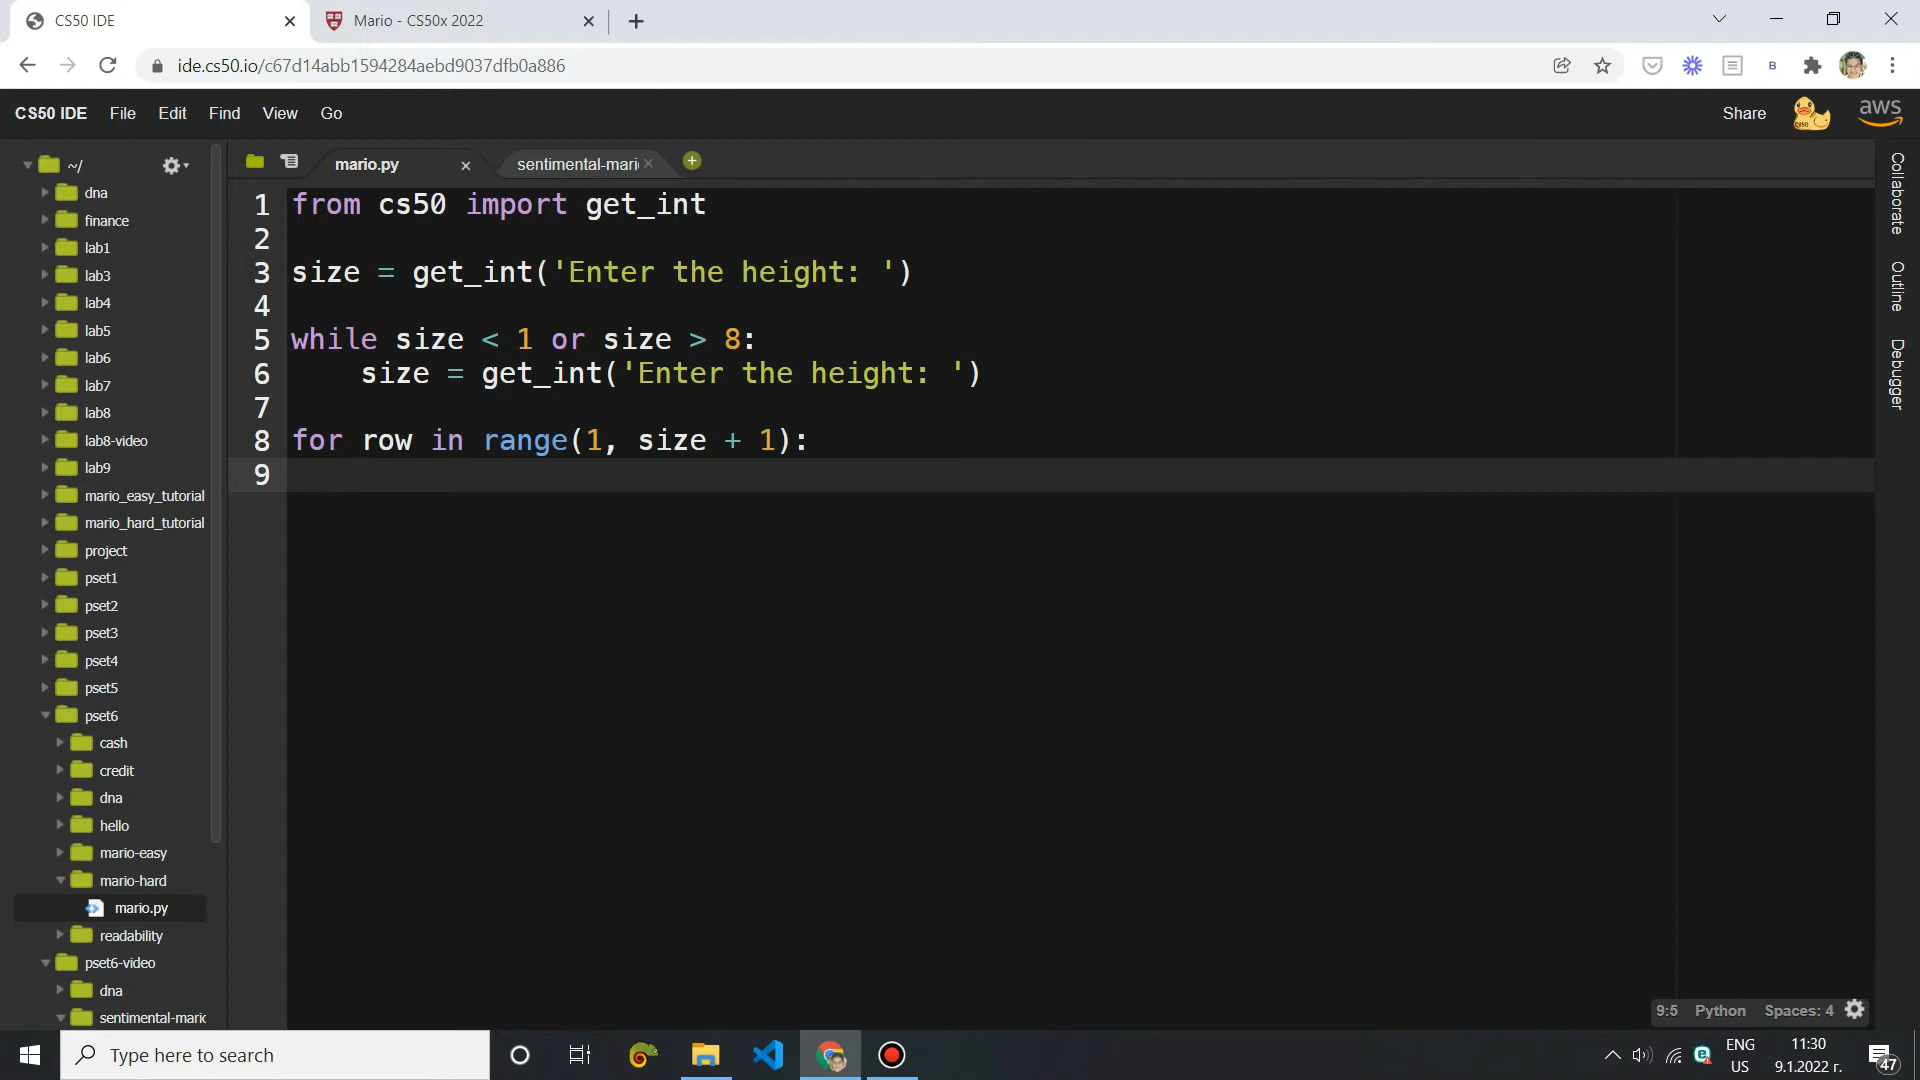 CS50 IDE
Mario - CS50x 2022
ide.cs50.io/c67d14abb1594284aebd9037dfb0a886
B
CS50 IDE File Edit Find View Go
Share
CS50
aws
~/
dna
finance
lab1
lab3
lab4
lab5
lab6
lab7
lab8
lab8-video
lab9
mario_easy_tutorial
mario_hard_tutorial
project
pset1
pset2
pset3
pset4
pset5
pset6
cash
credit
dna
hello
mario-easy
mario-hard
mario.py
readability
pset6-video
dna
sentimental-maric
mario.py
sentimental-mari
1 from cs50 import get_int
2
3 size = get_int('Enter the height: ')
4
5 while size < 1 or size > 8:
6 size = get_int('Enter the height: ')
7
8 for row in range(1, size + 1):
9
Collaborate
Outline
Debugger
9:5 Python Spaces: 4
Type here to search
ENG
US
11:30
9.1.2022 г.
47